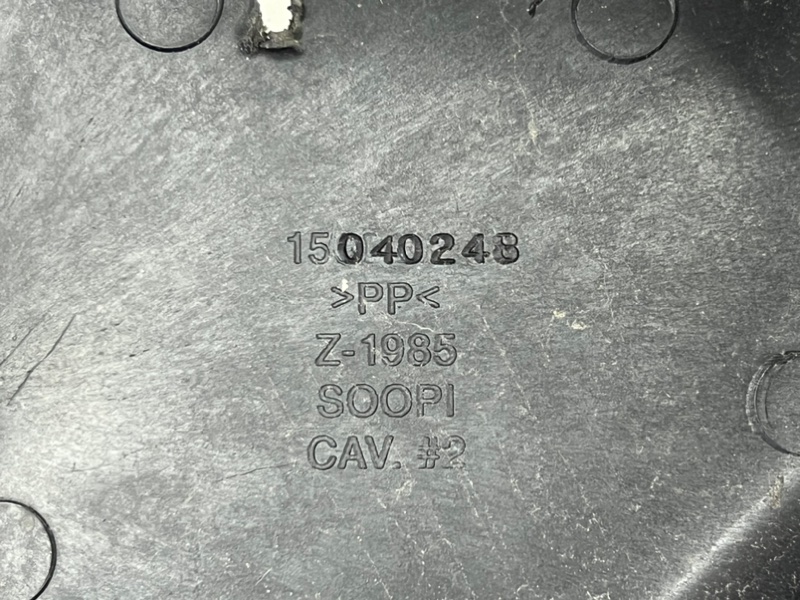 15040248
>PP<
Z-1985
SOOPI
CAV. #2